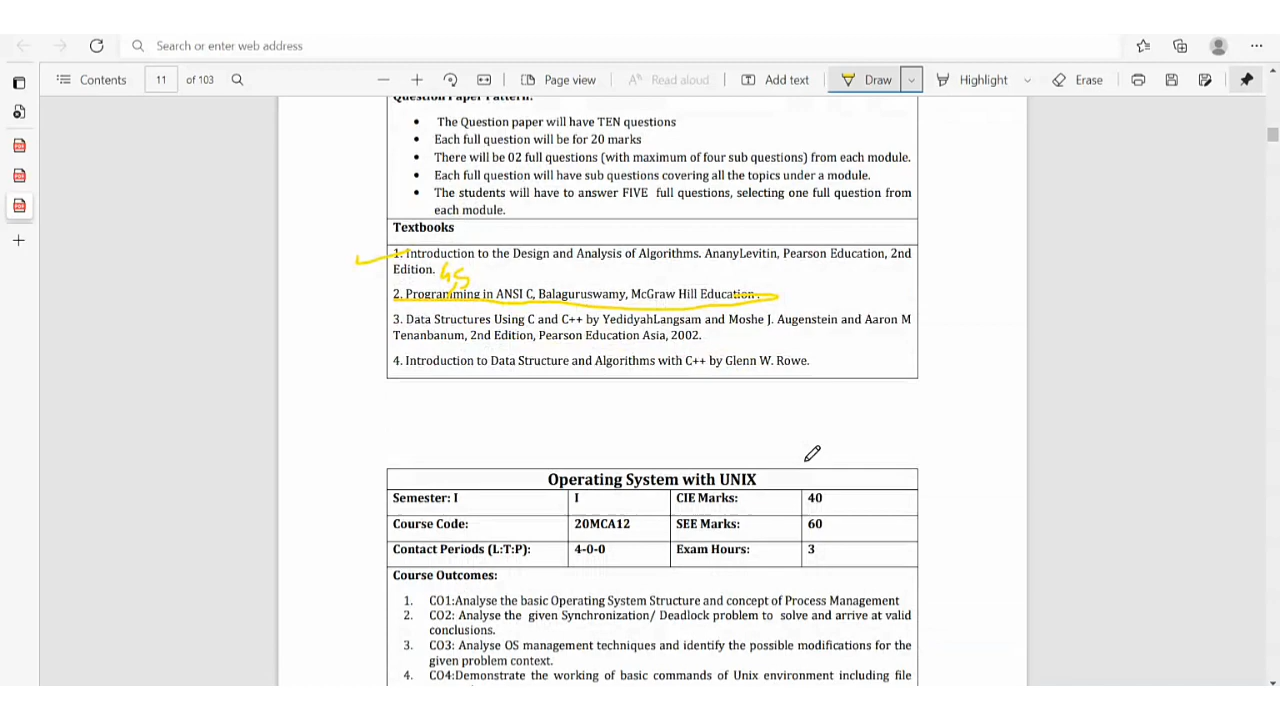 Search or enter web address
Contents 11 of 103 Page view Read aloud Add text Draw Highlight Erase
Question Paper Pattern:
• The Question paper will have TEN questions
• Each full question will be for 20 marks
• There will be 02 full questions (with maximum of four sub questions) from each module.
• Each full question will have sub questions covering all the topics under a module.
• The students will have to answer FIVE full questions, selecting one full question from
each module.
Textbooks
1. Introduction to the Design and Analysis of Algorithms. AnanyLevitin, Pearson Education, 2nd
Edition.
2. Programming in ANSI C, Balaguruswamy, McGraw Hill Education .
3. Data Structures Using C and C++ by YedidyahLangsam and Moshe J. Augenstein and Aaron M
Tenanbanum, 2nd Edition, Pearson Education Asia, 2002.
4. Introduction to Data Structure and Algorithms with C++ by Glenn W. Rowe.
Operating System with UNIX
Semester: I I CIE Marks: 40
Course Code: 20MCA12 SEE Marks: 60
Contact Periods (L:T:P): 4-0-0 Exam Hours: 3
Course Outcomes:
1. CO1:Analyse the basic Operating System Structure and concept of Process Management
2. CO2: Analyse the given Synchronization/ Deadlock problem to solve and arrive at valid
conclusions.
3. CO3: Analyse OS management techniques and identify the possible modifications for the
given problem context.
4. CO4:Demonstrate the working of basic commands of Unix environment including file